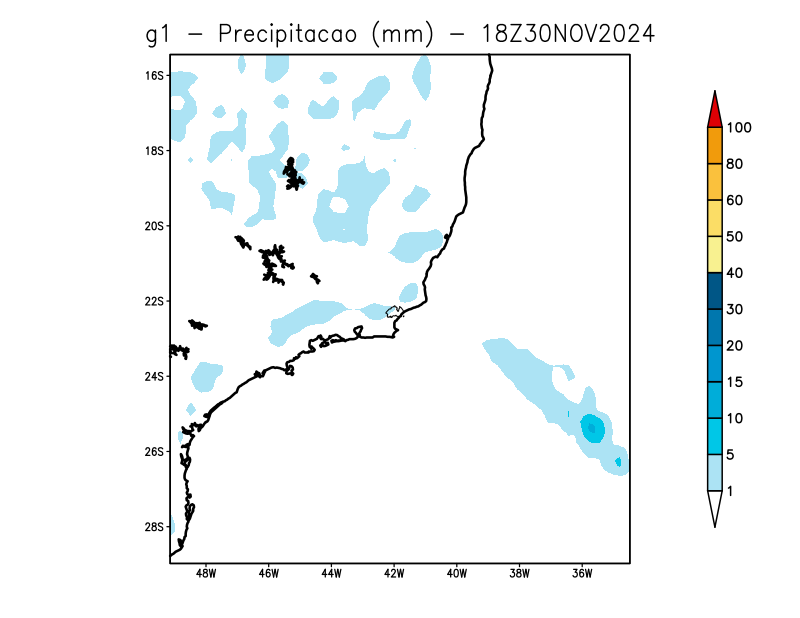 g1 – Precipitacao (mm) – 18Z30NOV2024
16S
18S
20S
22S
24S
26S
28S
48W 46W 44W 42W 40W 38W 36W
100
80
60
50
40
30
20
15
10
5
1